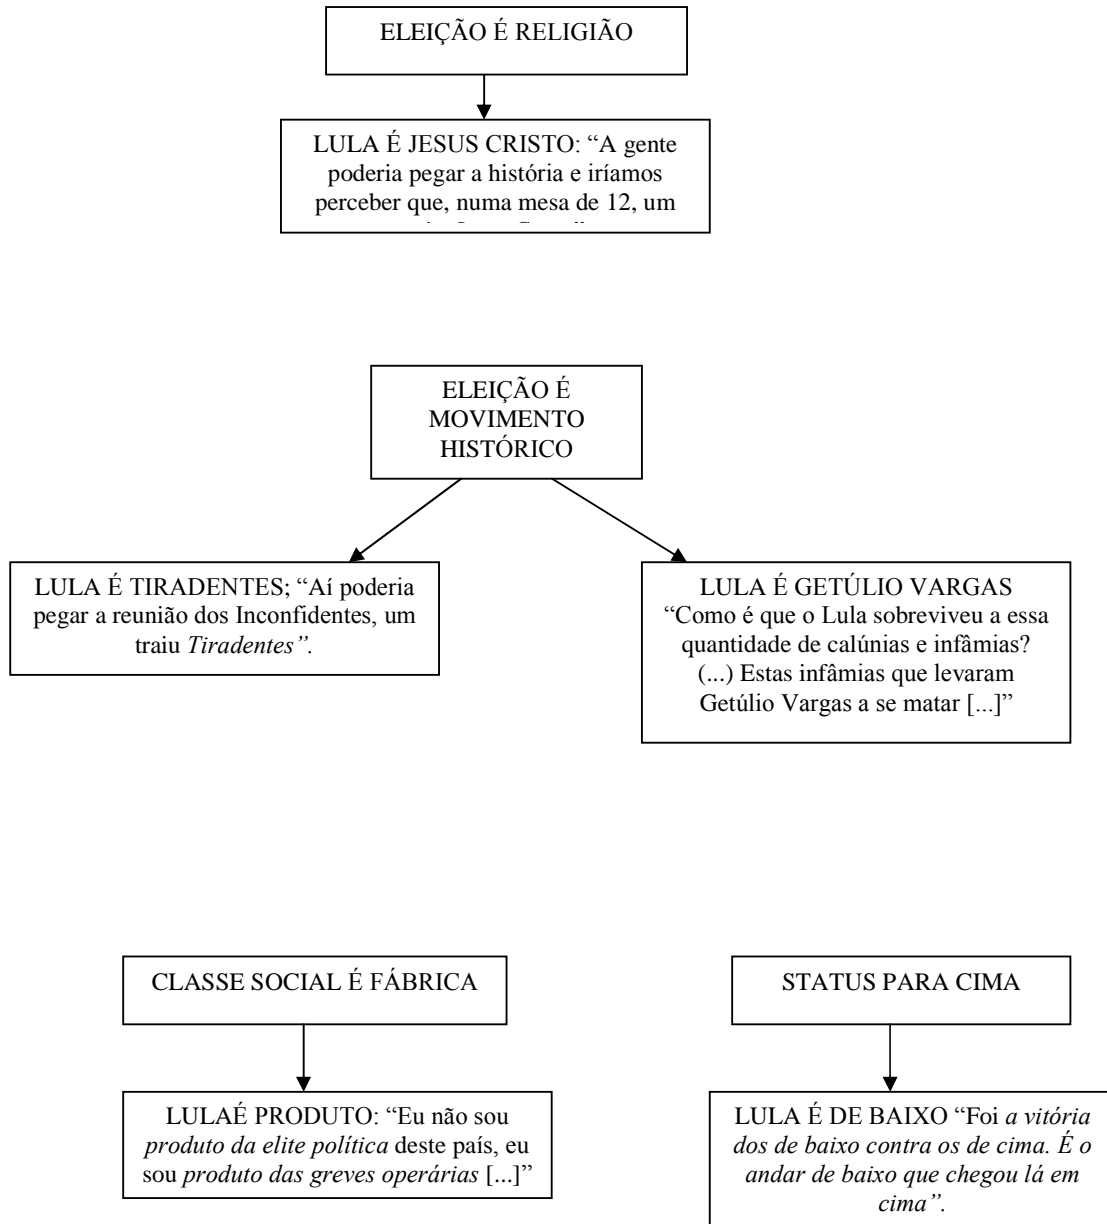 ELEIÇÃO É RELIGIÃO
LULA É JESUS CRISTO: “A gente
poderia pegar a história e iríamos
perceber que, numa mesa de 12, um
ELEIÇÃO É
MOVIMENTO
HISTÓRICO
LULA É TIRADENTES; “Aí poderia
pegar a reunião dos Inconfidentes, um
traiu Tiradentes”.
LULA É GETÚLIO VARGAS
“Como é que o Lula sobreviveu a essa
quantidade de calúnias e infâmias?
(...) Estas infâmias que levaram
Getúlio Vargas a se matar [...]”
CLASSE SOCIAL É FÁBRICA
LULAÉ PRODUTO: “Eu não sou
produto da elite política deste país, eu
sou produto das greves operárias [...]”
STATUS PARA CIMA
LULA É DE BAIXO “Foi a vitória
dos de baixo contra os de cima. É o
andar de baixo que chegou lá em
cima”.